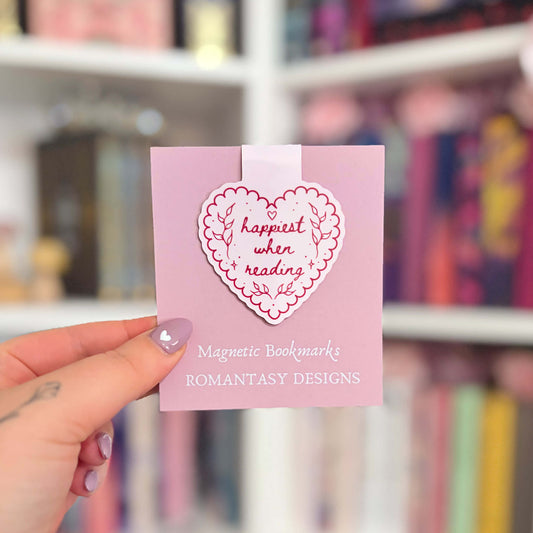 happiest
when
reading
Magnetic Bookmarks
ROMANTASY DESIGNS